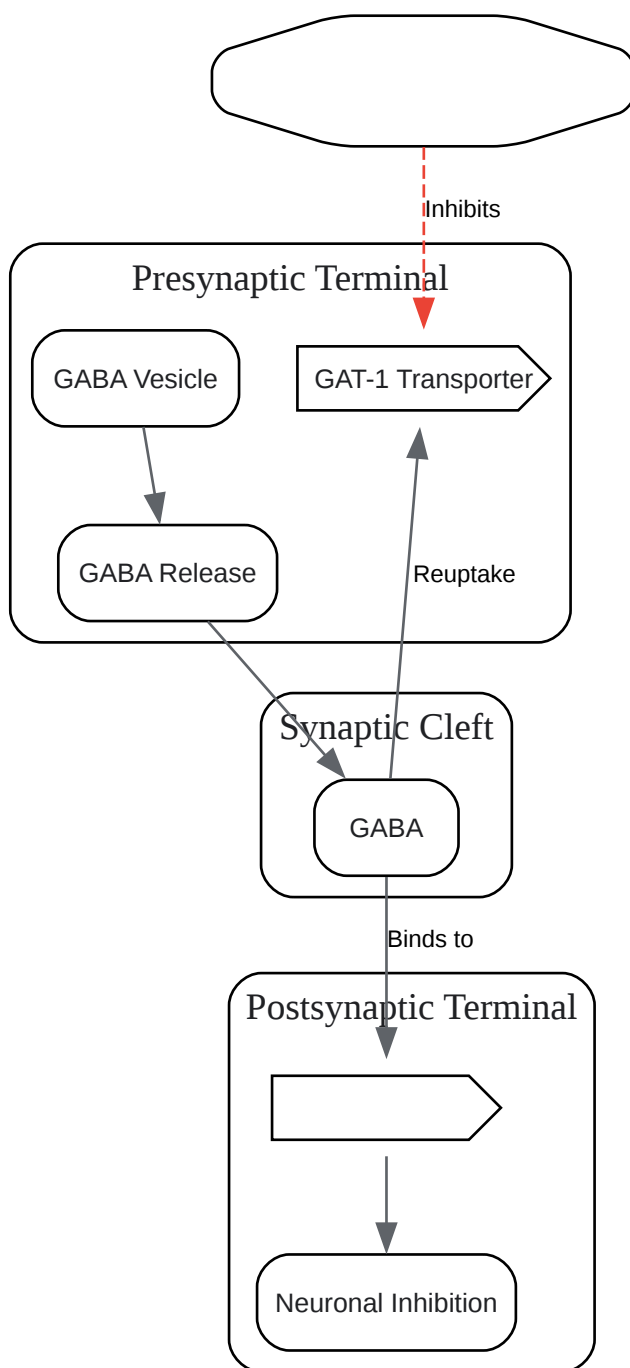 Inhibits
Presynaptic Terminal
GABA Vesicle
GAT-1 Transporter
GABA Release
Reuptake
Synaptic Cleft
GABA
Binds to
Postsynaptic Terminal
Neuronal Inhibition